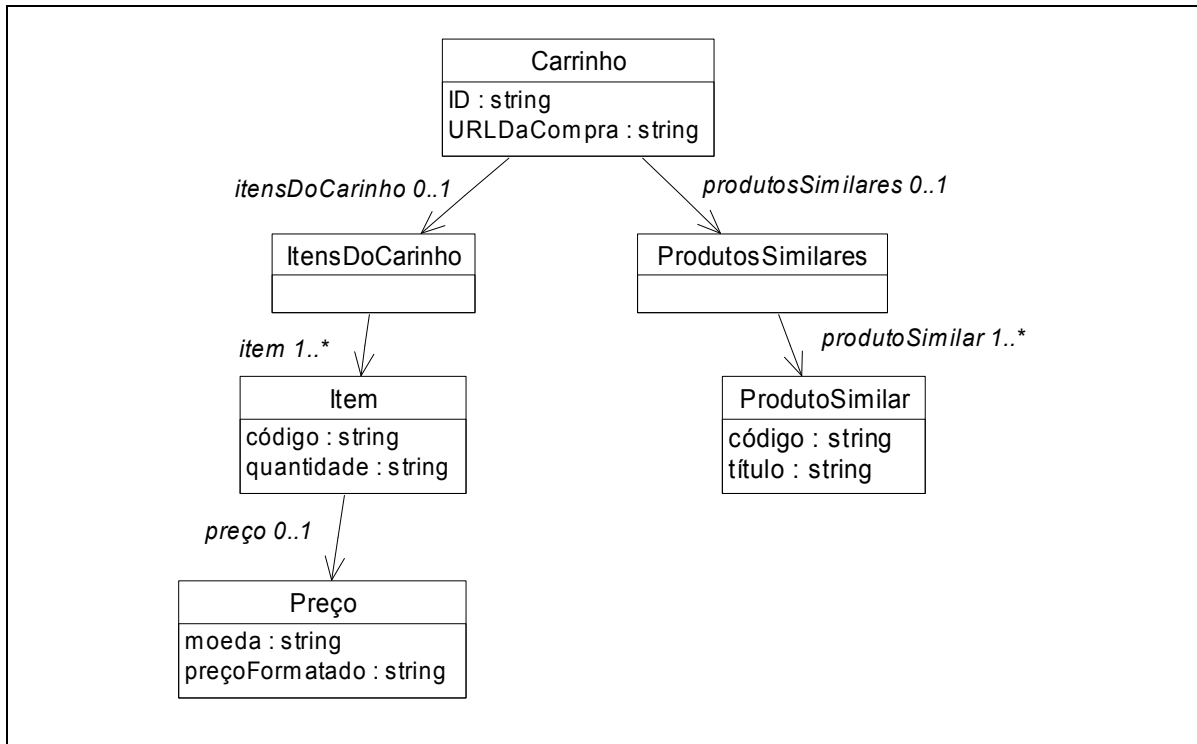 Carrinho
ID : string
URLDaCompra : string
itensDoCarinho 0..1
produtosSimilares 0..1
ItensDoCarinho
ProdutosSimilares
item 1..*
produtoSimilar 1..*
Item
código : string
quantidade : string
ProdutoSimilar
código : string
título : string
preço 0..1
Preço
moeda : string
preçoFormatado : string